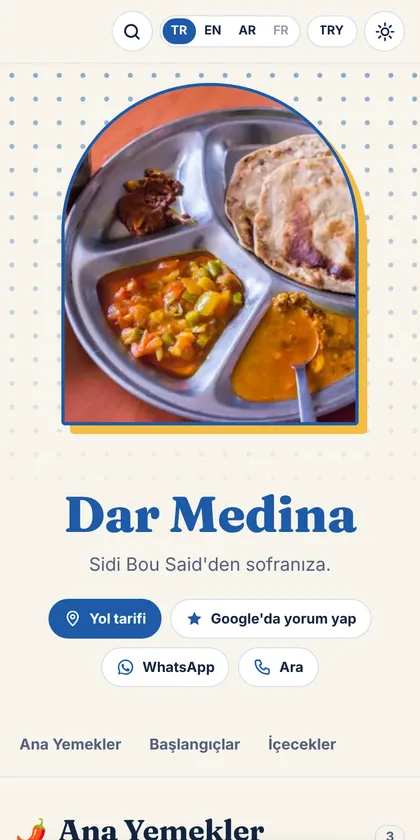 TR EN AR FR TRY
Dar Medina
Sidi Bou Said'den sofranıza.
Yol tarifi Google'da yorum yap
WhatsApp Ara
Ana Yemekler Başlangıçlar İçecekler
Ana Yemekler 3